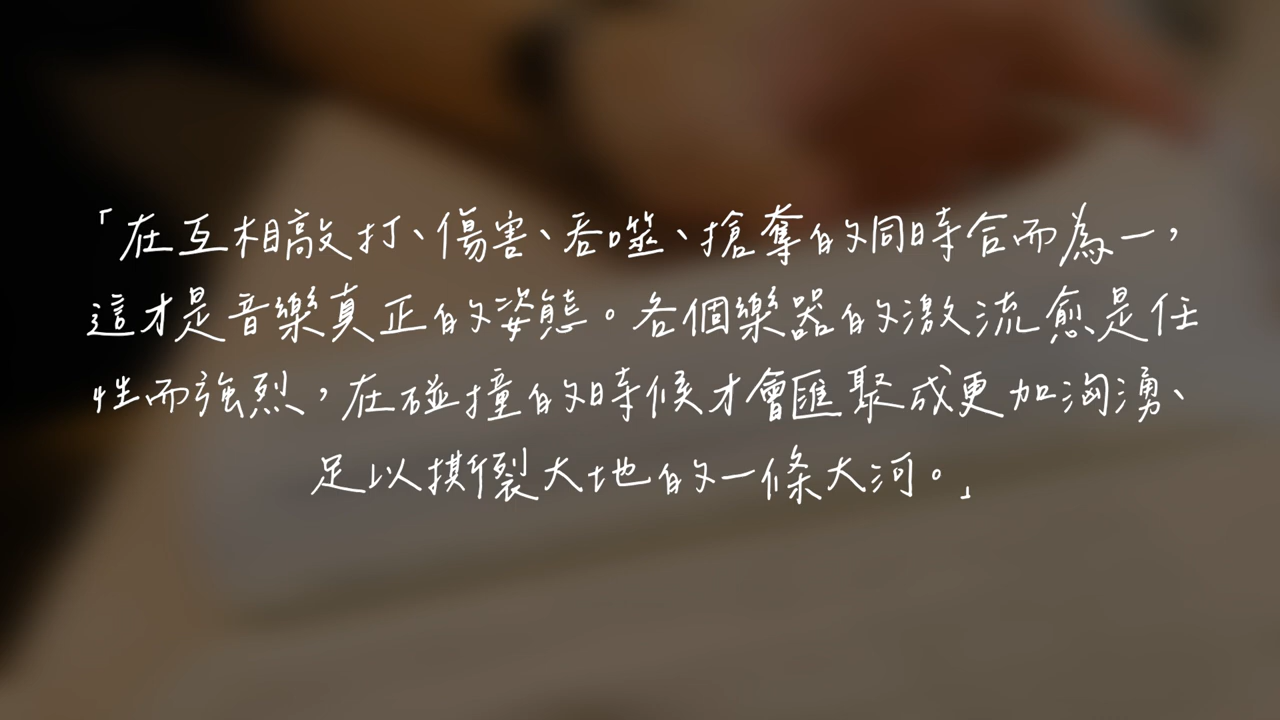 「在互相敲打、傷害、吞噬、搶奪的同時合而為一，
這才是音樂真正的姿態。各個樂器的激流愈是任
性而強烈，在碰撞的時候才會匯聚成更加洶湧、
足以撕裂大地的一條大河。」